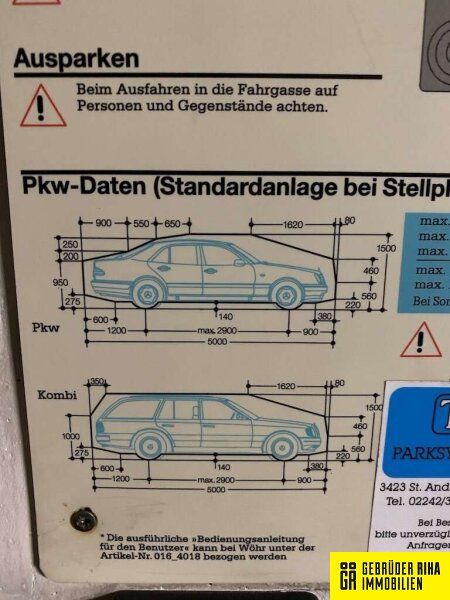 Ausparken
Beim Ausfahren in die Fahrgasse auf
Personen und Gegenstände achten.
Pkw-Daten (Standardanlage bei Stellpl
900 550 650 1620 80
250
200
950
275
1500
460
560
220
600 140 380
Pkw
1200 max. 2900 900
5000
max.
max.
max.
max.
max.
Bei Son
Kombi
350 1620 80
1000
275
1500
460
560
220
600 140 380
1200 max. 2900 900
5000
PARKSY
3423 St. And
Tel. 02242/3
Bei Bes
bitte unverzügl
Anfragen
* Die ausführliche »Bedienungsanleitung
für den Benutzer« kann bei Wöhr unter der
Artikel-Nr. 016_4018 bezogen werden
GEBRÜDER RIHA
IMMOBILIEN